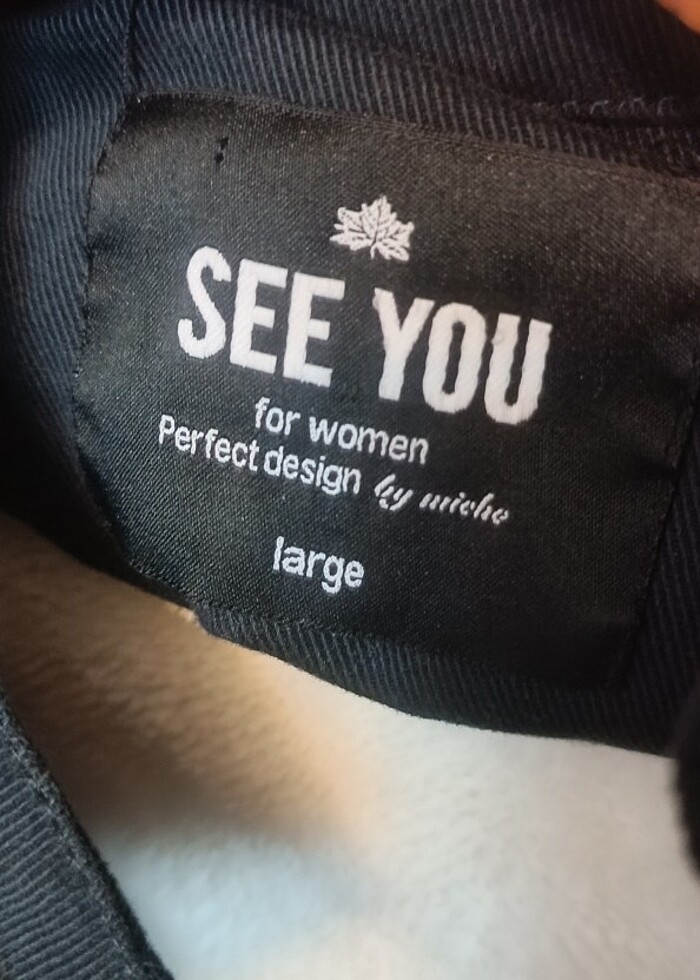 SEE YOU
for women
Perfect design by miche
large